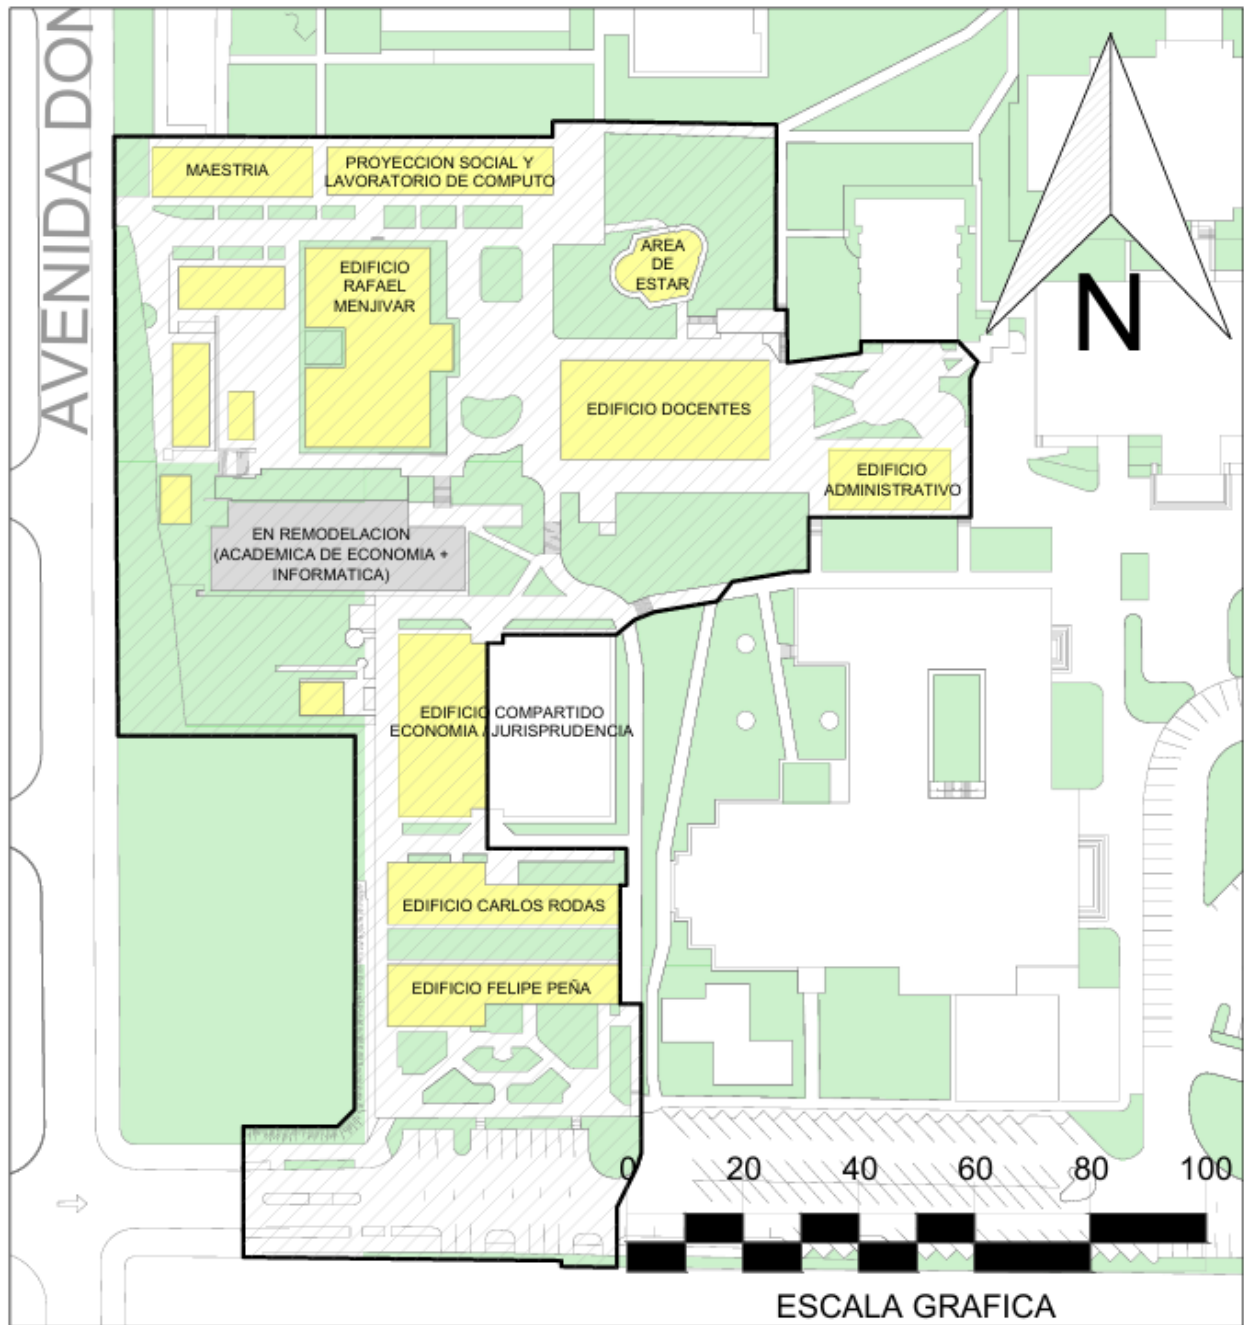 AVENIDA DON
MAESTRIA
PROYECCION SOCIAL Y
LAVORATORIO DE COMPUTO
AREA
DE
ESTAR
EDIFICIO
RAFAEL
MENJIVAR
N
EDIFICIO DOCENTES
EDIFICIO
ADMINISTRATIVO
EN REMODELACION
(ACADEMICA DE ECONOMIA +
INFORMATICA)
EDIFICIO COMPARTIDO
ECONOMIA / JURISPRUDENCIA
EDIFICIO CARLOS RODAS
EDIFICIO FELIPE PEÑA
0 20 40 60 80 100
ESCALA GRAFICA